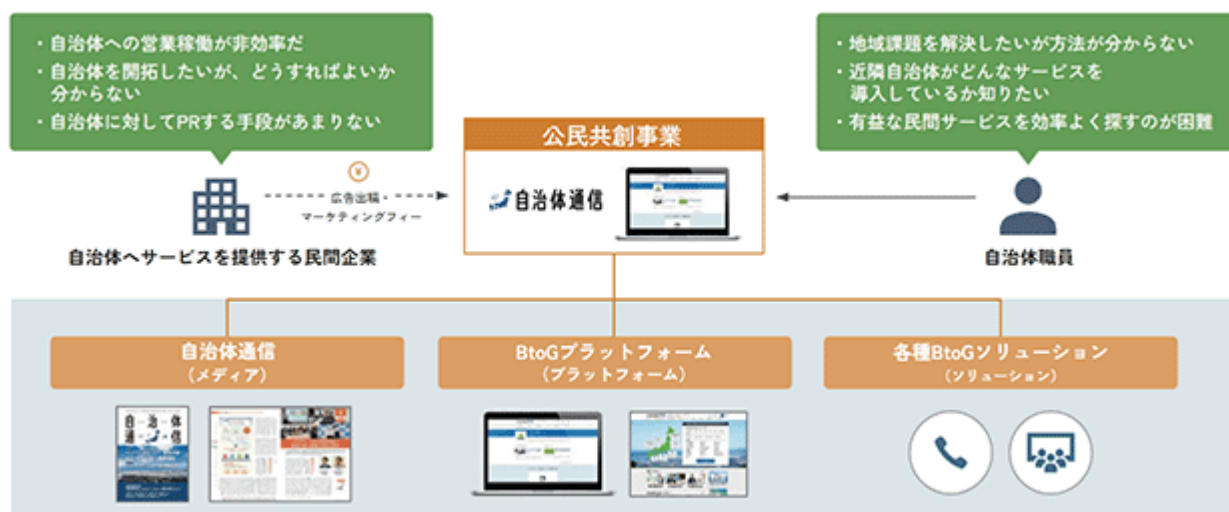 ・自治体への営業稼働が非効率だ
・自治体を開拓したいが、どうすればよいか
分からない
・自治体に対してPRする手段があまりない
・地域課題を解決したいが方法が分からない
・近隣自治体がどんなサービスを
導入しているか知りたい
・有益な民間サービスを効率よく探すのが困難
公民共創事業
自治体通信
¥
広告出稿・
マーケティングフィー
自治体へサービスを提供する民間企業
自治体職員
自治体通信
（メディア）
BtoGプラットフォーム
（プラットフォーム）
各種BtoGソリューション
（ソリューション）
自治体
通信